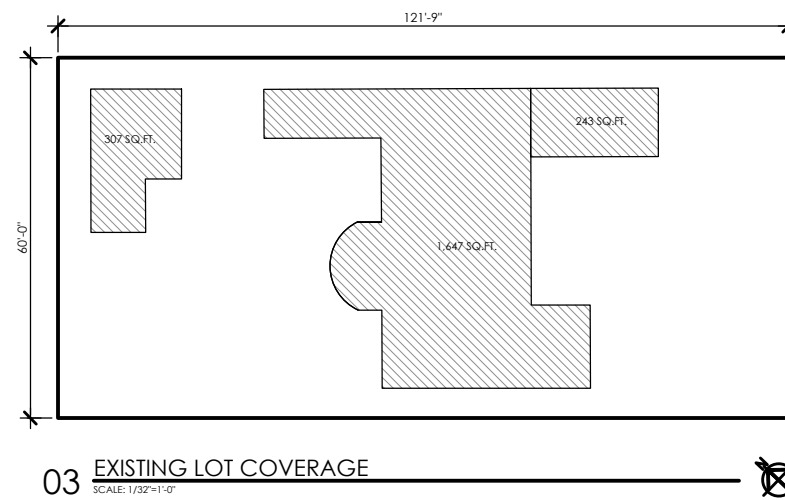 121'-9"
307 SQ.FT.
243 SQ.FT.
60'-0"
1,647 SQ.FT.
03 EXISTING LOT COVERAGE
SCALE: 1/32"=1'-0"